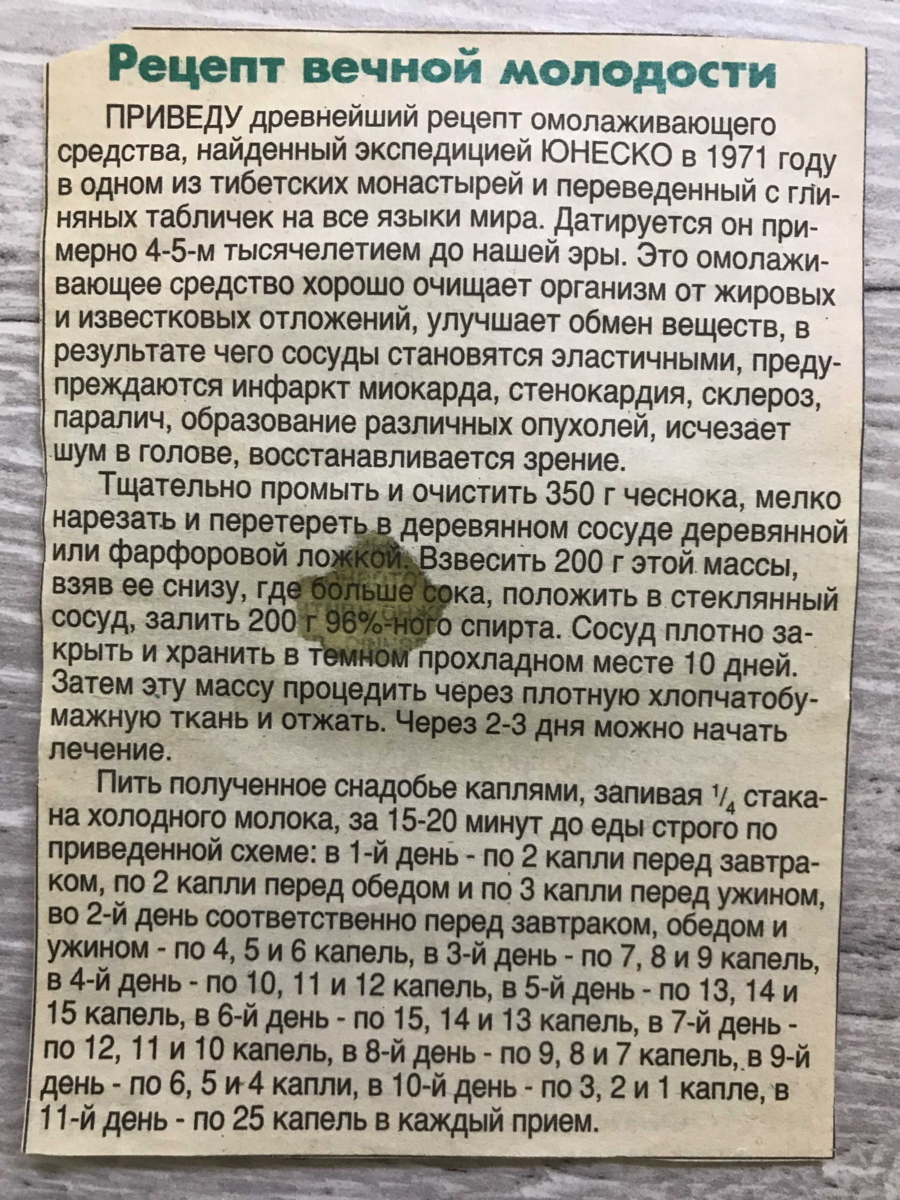 Рецепт вечной молодости
ПРИВЕДУ древнейший рецепт омолаживающего
средства, найденный экспедицией ЮНЕСКО в 1971 году
в одном из тибетских монастырей и переведенный с гли-
няных табличек на все языки мира. Датируется он при-
мерно 4-5-м тысячелетием до нашей эры. Это омолажи-
вающее средство хорошо очищает организм от жировых
и известковых отложений, улучшает обмен веществ, в
результате чего сосуды становятся эластичными, преду-
преждаются инфаркт миокарда, стенокардия, склероз,
паралич, образование различных опухолей, исчезает
шум в голове, восстанавливается зрение.
Тщательно промыть и очистить 350 г чеснока, мелко
нарезать и перетереть в деревянном сосуде деревянной
или фарфоровой ложкой. Взвесить 200 г этой массы,
взяв ее снизу, где больше сока, положить в стеклянный
сосуд, залить 200 г 96%-ного спирта. Сосуд плотно за-
крыть и хранить в темном прохладном месте 10 дней.
Затем эту массу процедить через плотную хлопчатобу-
мажную ткань и отжать. Через 2-3 дня можно начать
лечение.
Пить полученное снадобье каплями, запивая 1/4 стака-
на холодного молока, за 15-20 минут до еды строго по
приведенной схеме: в 1-й день - по 2 капли перед завтра-
ком, по 2 капли перед обедом и по 3 капли перед ужином,
во 2-й день соответственно перед завтраком, обедом и
ужином - по 4, 5 и 6 капель, в 3-й день - по 7, 8 и 9 капель,
в 4-й день - по 10, 11 и 12 капель, в 5-й день - по 13, 14 и
15 капель, в 6-й день - по 15, 14 и 13 капель, в 7-й день -
по 12, 11 и 10 капель, в 8-й день - по 9, 8 и 7 капель, в 9-й
день - по 6, 5 и 4 капли, в 10-й день - по 3, 2 и 1 капле, в
11-й день - по 25 капель в каждый прием.